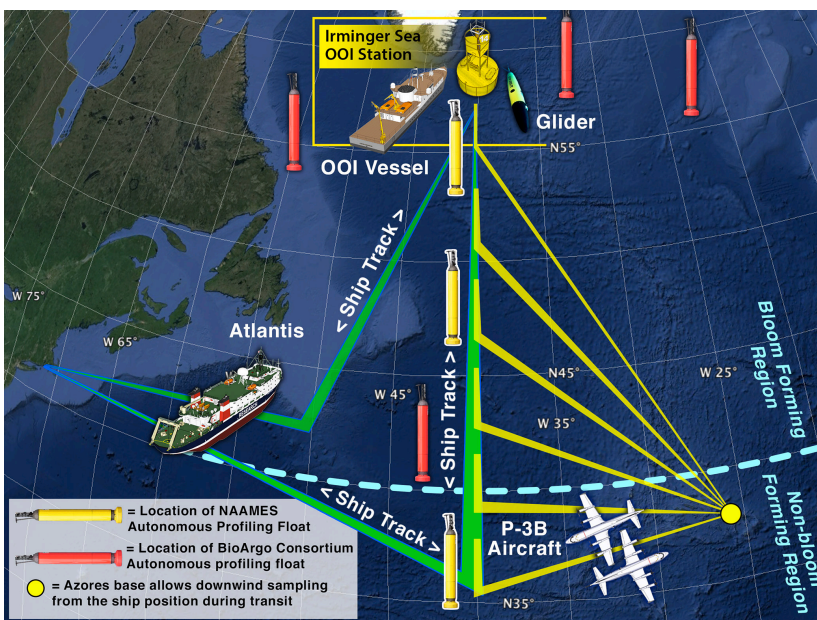 Irminger Sea
OOI Station
Glider
OOI Vessel
N55°
< Ship Track >
W 75°
Atlantis
W 65°
Bloom Forming
Region
N45°
W 25°
W 45°
< Ship Track >
W 35°
< Ship Track >
Non-bloom
Forming Region
P-3B
Aircraft
N35°
= Location of NAAMES
Autonomous Profiling Float
= Location of BioArgo Consortium
Autonomous profiling float
= Azores base allows downwind sampling
from the ship position during transit